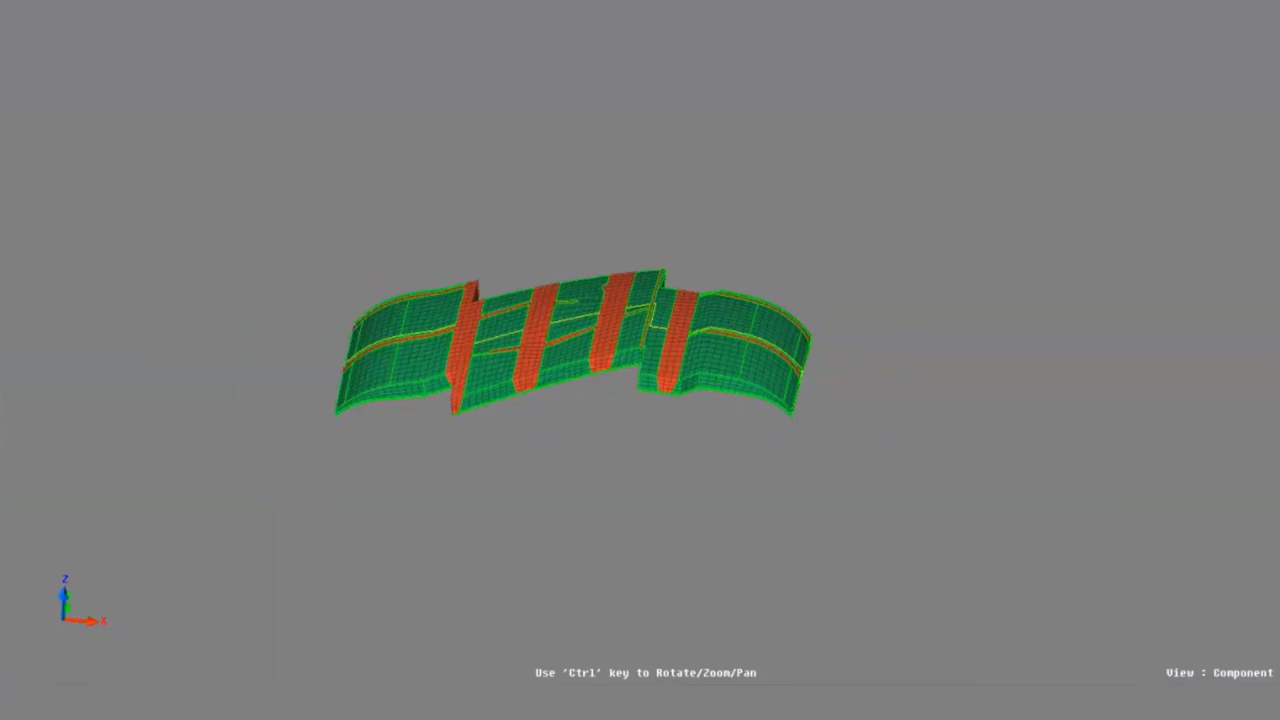 Z
X
Use 'Ctrl' key to Rotate/Zoom/Pan
View : Component